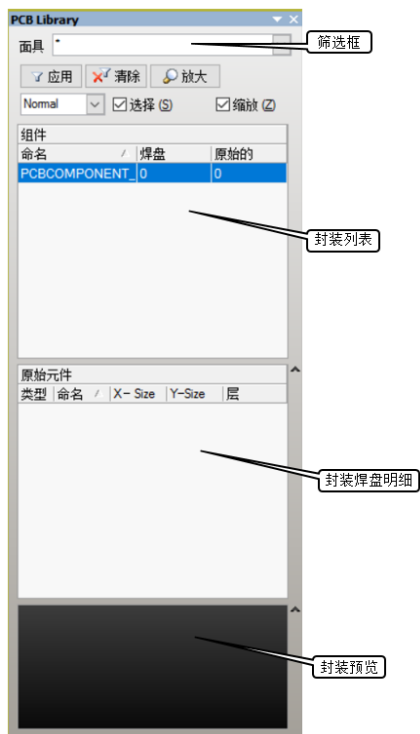 PCB Library
面具 * 筛选框
应用 清除 放大
Normal 选择 (S) 缩放 (Z)
组件
命名 焊盘 原始的
PCBCOMPONENT_ 0 0
封装列表
原始元件
类型 命名 X- Size Y-Size 层
封装焊盘明细
封装预览